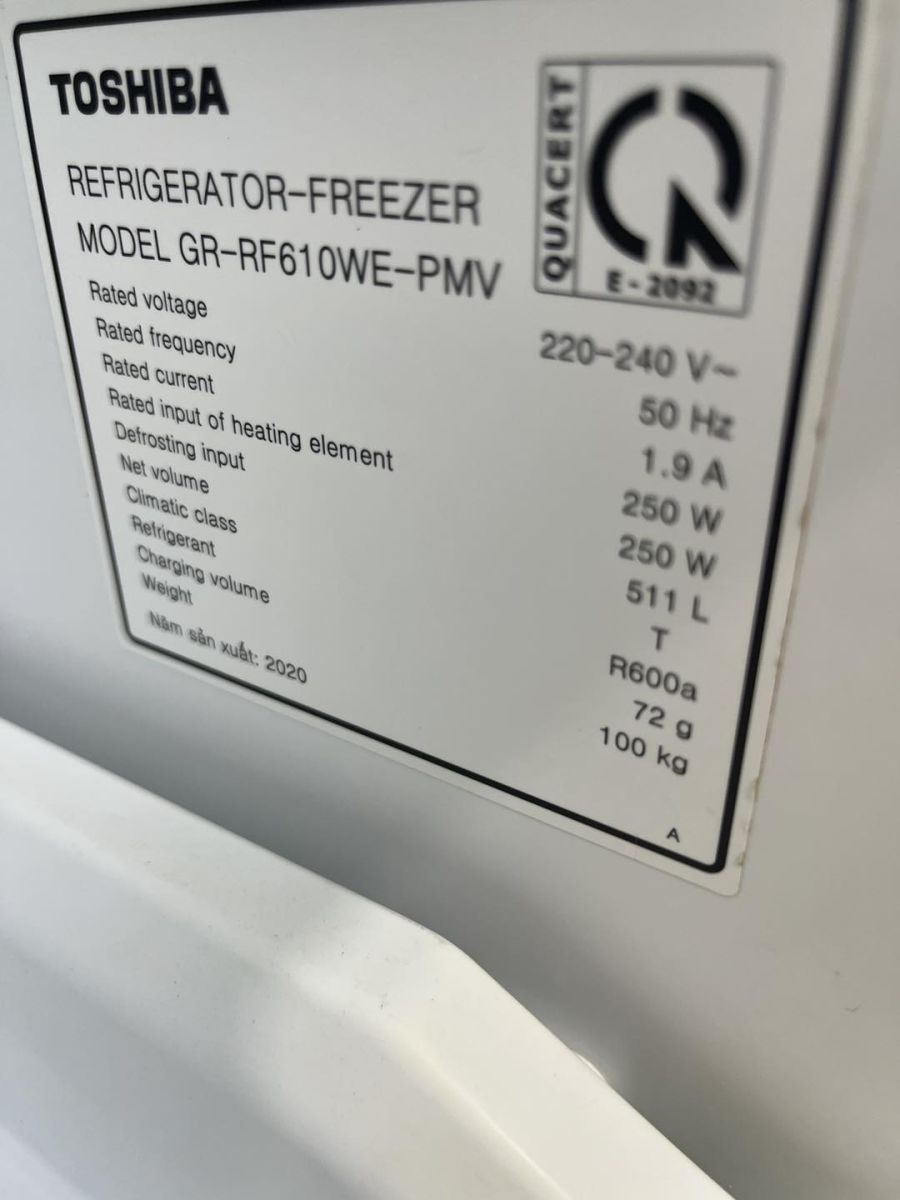 TOSHIBA
QUACERT
E - 2092
REFRIGERATOR-FREEZER
MODEL GR-RF610WE-PMV
Rated voltage 220-240 V~
Rated frequency 50 Hz
Rated current 1.9 A
Rated input of heating element 250 W
Defrosting input 250 W
Net volume 511 L
Climatic class T
Refrigerant R600a
Charging volume 72 g
Weight 100 kg
Năm sản xuất: 2020
A